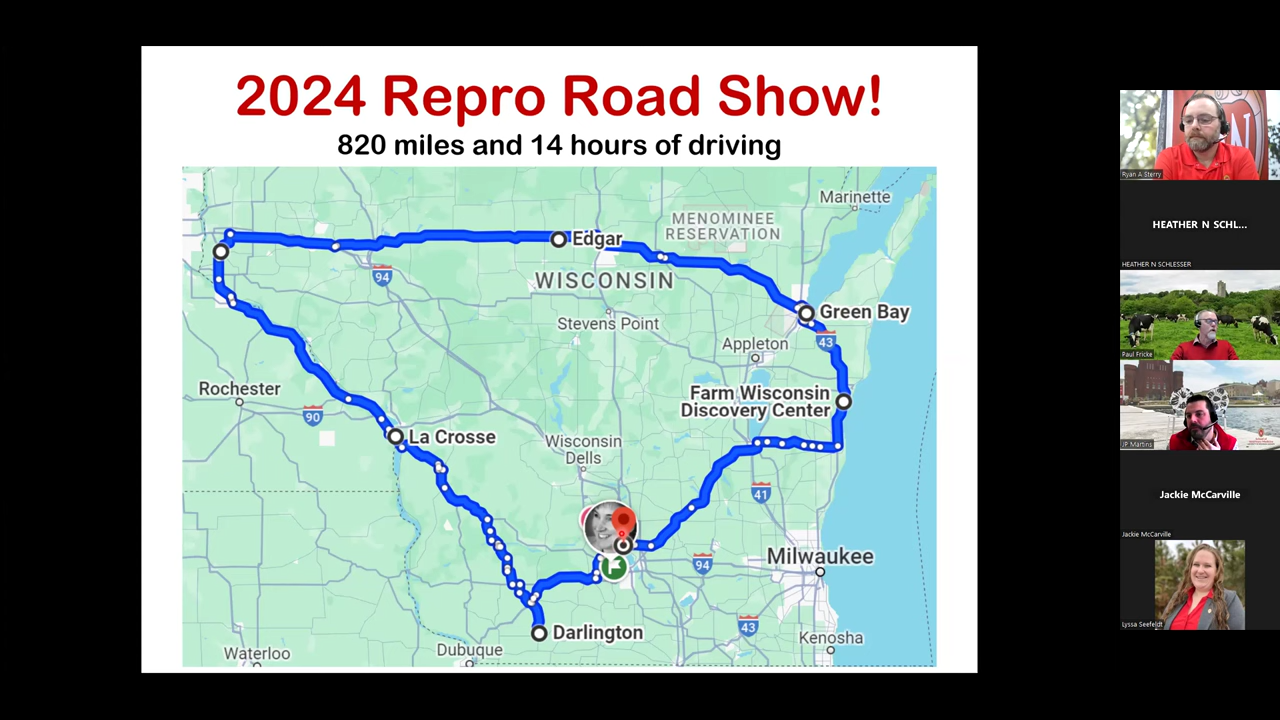 2024 Repro Road Show!
820 miles and 14 hours of driving
Marinette
MENOMINEE
RESERVATION
Edgar
94
WISCONSIN
Green Bay
Stevens Point
43
Appleton
Rochester
Farm Wisconsin
Discovery Center
90
La Crosse
Wisconsin
Dells
41
Milwaukee
94
43
Darlington
Kenosha
Waterloo
Dubuque
Ryan A Sterry
HEATHER N SCHL...
HEATHER N SCHLESSER
Paul Fricke
JP Martins
Jackie McCarville
Jackie McCarville
Lyssa Seefeldt